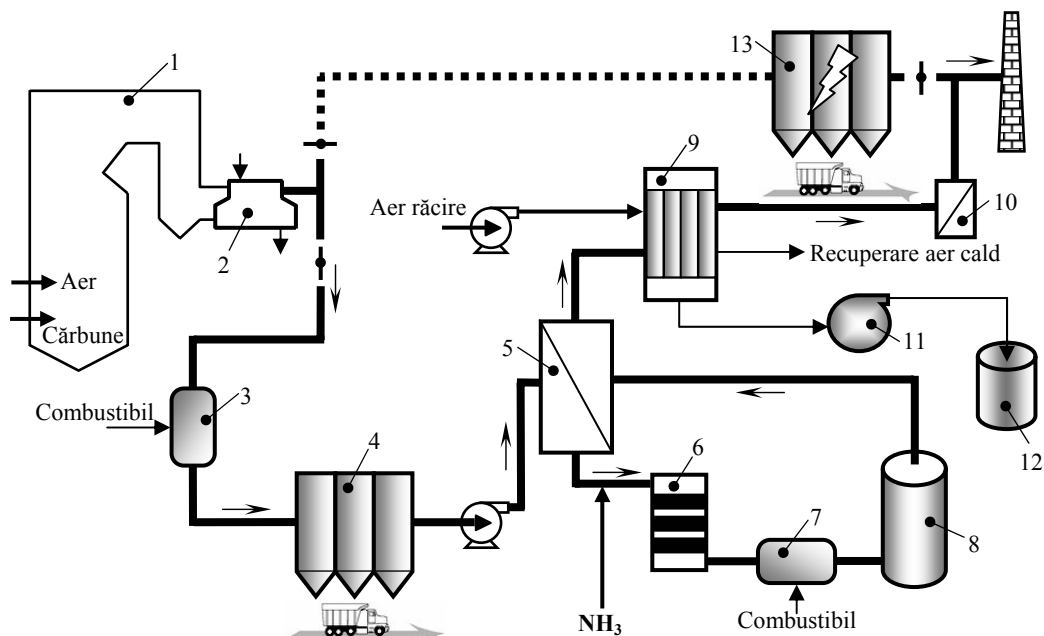 1
13
9
Aer răcire
10
2
Recuperare aer cald
Aer
Cărbune
11
5
3
Combustibil
4
6
12
7
8
Combustibil
NH3